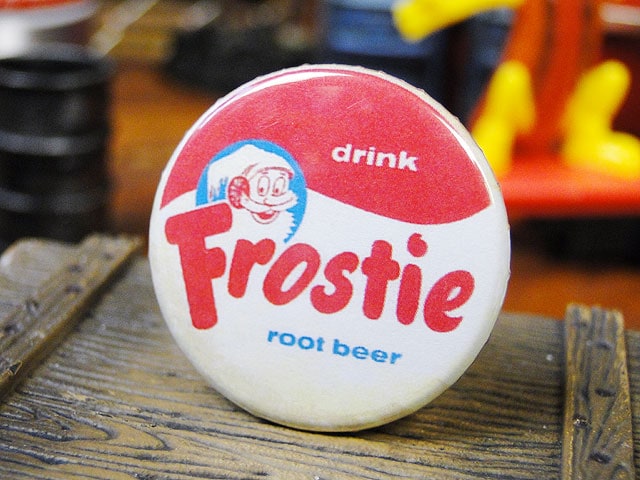 drink
Frostie
root beer